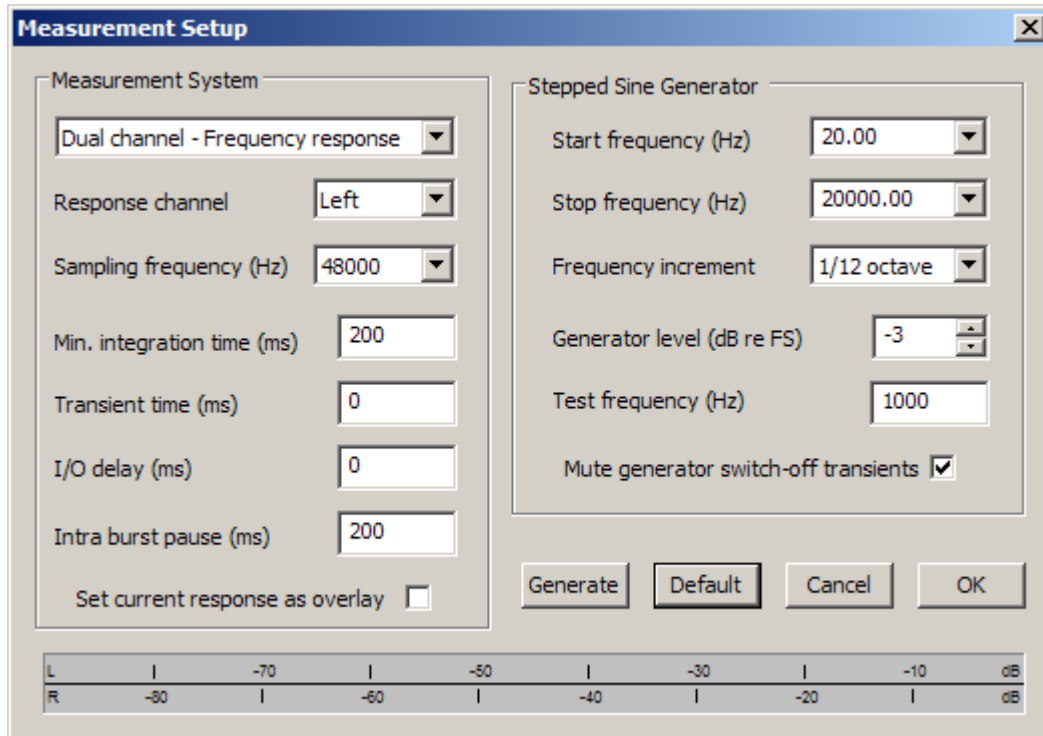 Measurement Setup
Measurement System
Dual channel - Frequency response
Response channel Left
Sampling frequency (Hz) 48000
Min. integration time (ms) 200
Transient time (ms) 0
I/O delay (ms) 0
Intra burst pause (ms) 200
Set current response as overlay
Stepped Sine Generator
Start frequency (Hz) 20.00
Stop frequency (Hz) 20000.00
Frequency increment 1/12 octave
Generator level (dB re FS) -3
Test frequency (Hz) 1000
Mute generator switch-off transients
Generate Default Cancel OK
L -70 -50 -30 -10 dB
R -80 -60 -40 -20 dB